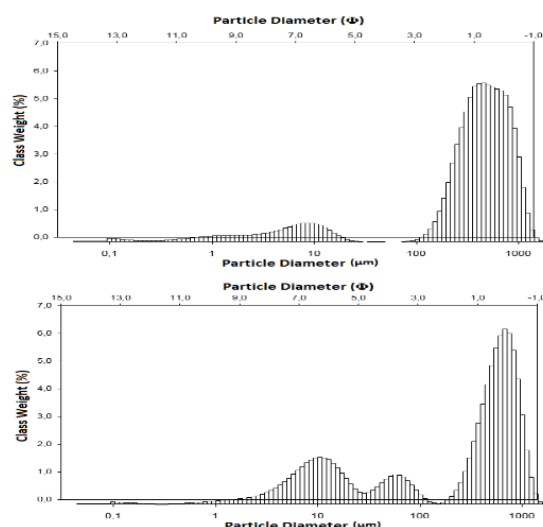 Particle Diameter (Φ)
15,0 13,0 11,0 9,0 7,0 5,0 3,0 1,0 -1,0
7,0
6,0
5,0
4,0
3,0
2,0
1,0
0,0
Class Weight (%)
0,1 1 10 100 1000
Particle Diameter (μm)
Particle Diameter (Φ)
15,0 13,0 11,0 9,0 7,0 5,0 3,0 1,0 -1,0
7,0
6,0
5,0
4,0
3,0
2,0
1,0
0,0
Class Weight (%)
0,1 1 10 100 1000
Particle Diameter (μm)